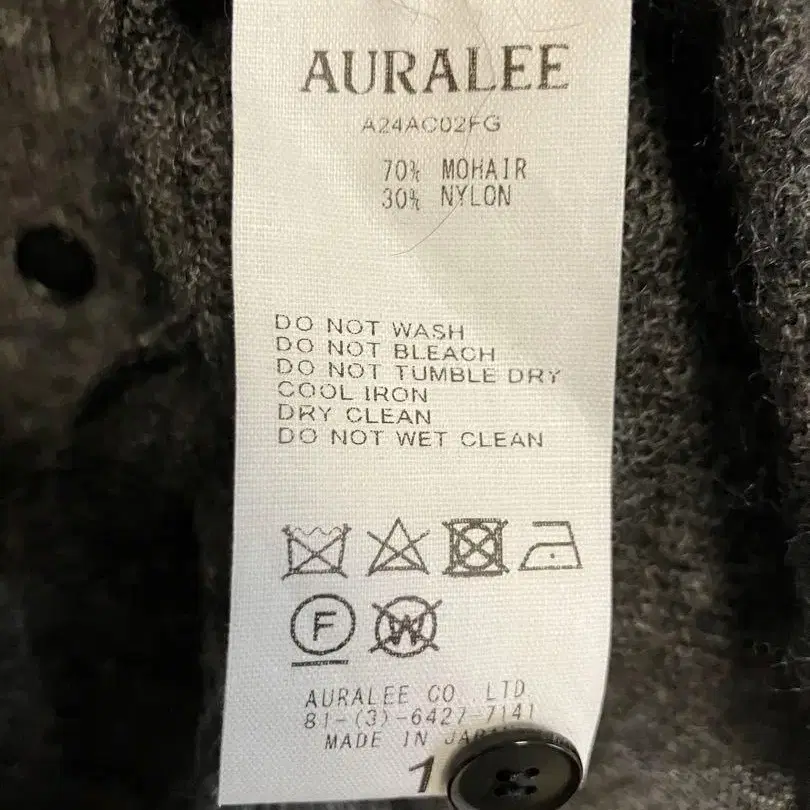 AURALEE
A24AC02FG
70% MOHAIR
30% NYLON
DO NOT WASH
DO NOT BLEACH
DO NOT TUMBLE DRY
COOL IRON
DRY CLEAN
DO NOT WET CLEAN
F W
AURALEE CO. LTD
81-(3)-6427-7141
MADE IN
1